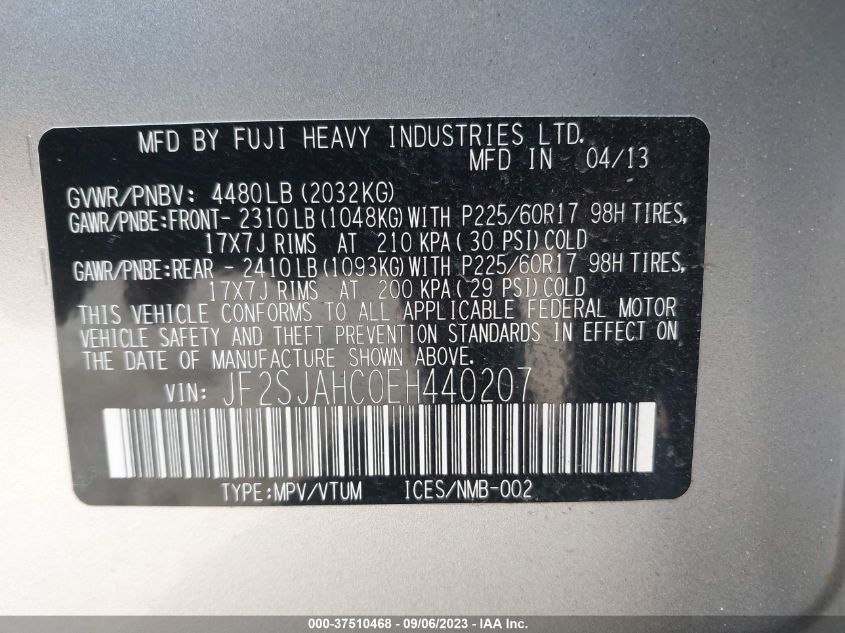 MFD BY FUJI HEAVY INDUSTRIES LTD.
MFD IN 04/13
GVWR/PNBV: 4480LB (2032KG)
GAWR/PNBE:FRONT- 2310LB (1048KG) WITH P225/60R17 98H TIRES,
17X7J RIMS AT 210 KPA ( 30 PSI) COLD
GAWR/PNBE:REAR - 2410LB (1093KG) WITH P225/60R17 98H TIRES,
17X7J RIMS AT 200 KPA ( 29 PSI) COLD
THIS VEHICLE CONFORMS TO ALL APPLICABLE FEDERAL MOTOR
VEHICLE SAFETY AND THEFT PREVENTION STANDARDS IN EFFECT ON
THE DATE OF MANUFACTURE SHOWN ABOVE.
VIN: JF2SJAHC0EH440207
TYPE:MPV/VTUM ICES/NMB-002
000-37510468 - 09/06/2023 - IAA Inc.